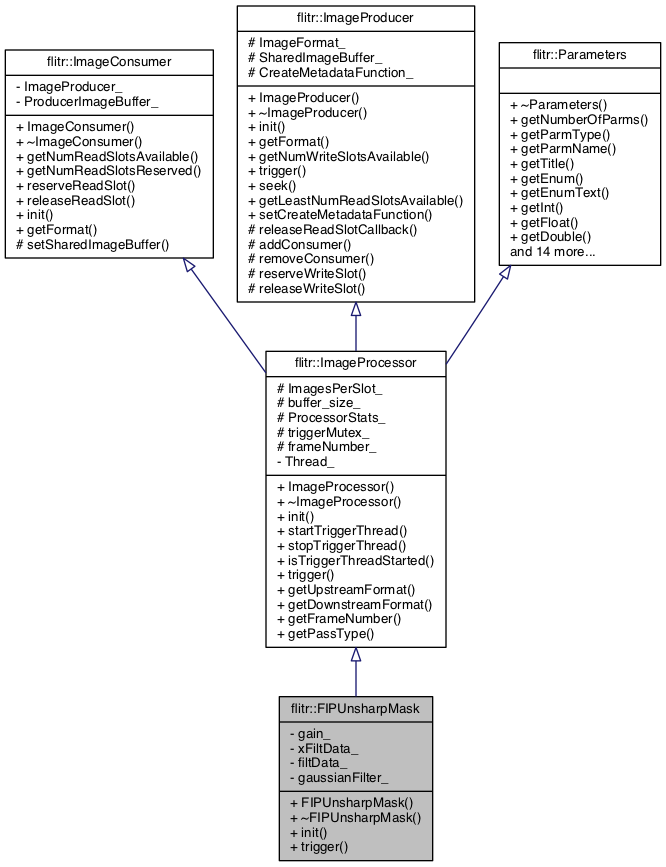 flitr::ImageConsumer
- ImageProducer_
- ProducerImageBuffer_
+ ImageConsumer()
+ ~ImageConsumer()
+ getNumReadSlotsAvailable()
+ getNumReadSlotsReserved()
+ reserveReadSlot()
+ releaseReadSlot()
+ init()
+ getFormat()
# setSharedImageBuffer()
flitr::ImageProducer
# ImageFormat_
# SharedImageBuffer_
# CreateMetadataFunction_
+ ImageProducer()
+ ~ImageProducer()
+ init()
+ getFormat()
+ getNumWriteSlotsAvailable()
+ trigger()
+ seek()
+ getLeastNumReadSlotsAvailable()
+ setCreateMetadataFunction()
# releaseReadSlotCallback()
# addConsumer()
# removeConsumer()
# reserveWriteSlot()
# releaseWriteSlot()
flitr::Parameters
+ ~Parameters()
+ getNumberOfParms()
+ getParmType()
+ getParmName()
+ getTitle()
+ getEnum()
+ getEnumText()
+ getInt()
+ getFloat()
+ getDouble()
and 14 more...
flitr::ImageProcessor
# ImagesPerSlot_
# buffer_size_
# ProcessorStats_
# triggerMutex_
# frameNumber_
- Thread_
+ ImageProcessor()
+ ~ImageProcessor()
+ init()
+ startTriggerThread()
+ stopTriggerThread()
+ isTriggerThreadStarted()
+ trigger()
+ getUpstreamFormat()
+ getDownstreamFormat()
+ getFrameNumber()
+ getPassType()
flitr::FIPUnsharpMask
- gain_
- xFiltData_
- filtData_
- gaussianFilter_
+ FIPUnsharpMask()
+ ~FIPUnsharpMask()
+ init()
+ trigger()